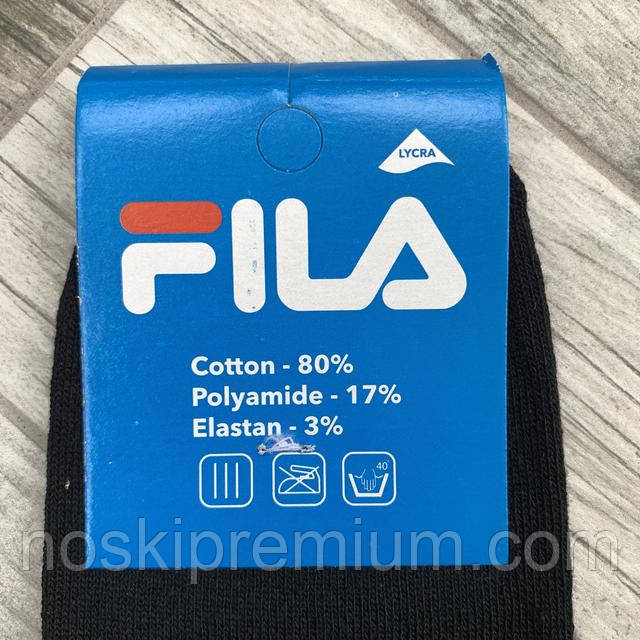 LYCRA
FILA
Cotton - 80%
Polyamide - 17%
Elastan - 3%
40°
noskipremium.com